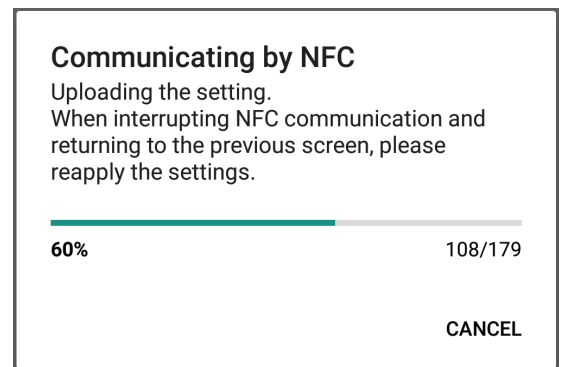 Communicating by NFC
Uploading the setting.
When interrupting NFC communication and
returning to the previous screen, please
reapply the settings.
60% 108/179
CANCEL